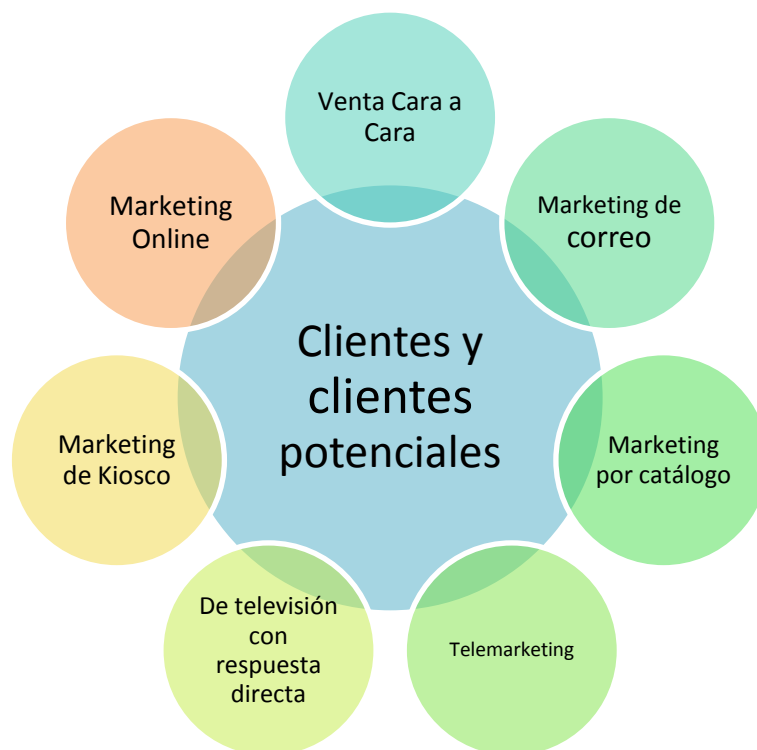 Venta Cara a
Cara
Marketing de
correo
Marketing
por catálogo
Telemarketing
De televisión
con
respuesta
directa
Marketing
de Kiosco
Marketing
Online
Clientes y
clientes
potenciales